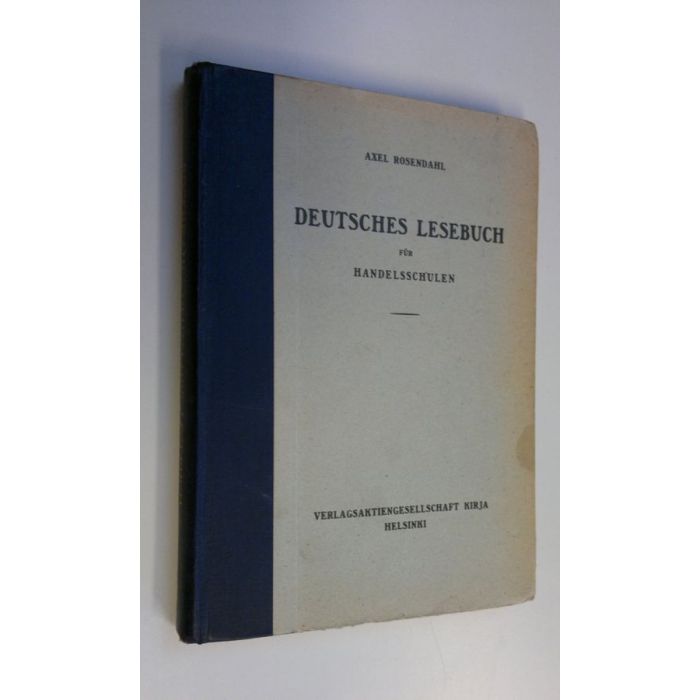 AXEL ROSENDAHL
DEUTSCHES LESEBUCH
FÜR
HANDELSSCHULEN
VERLAGSAKTIENGESELLSCHAFT KIRJA
HELSINKI